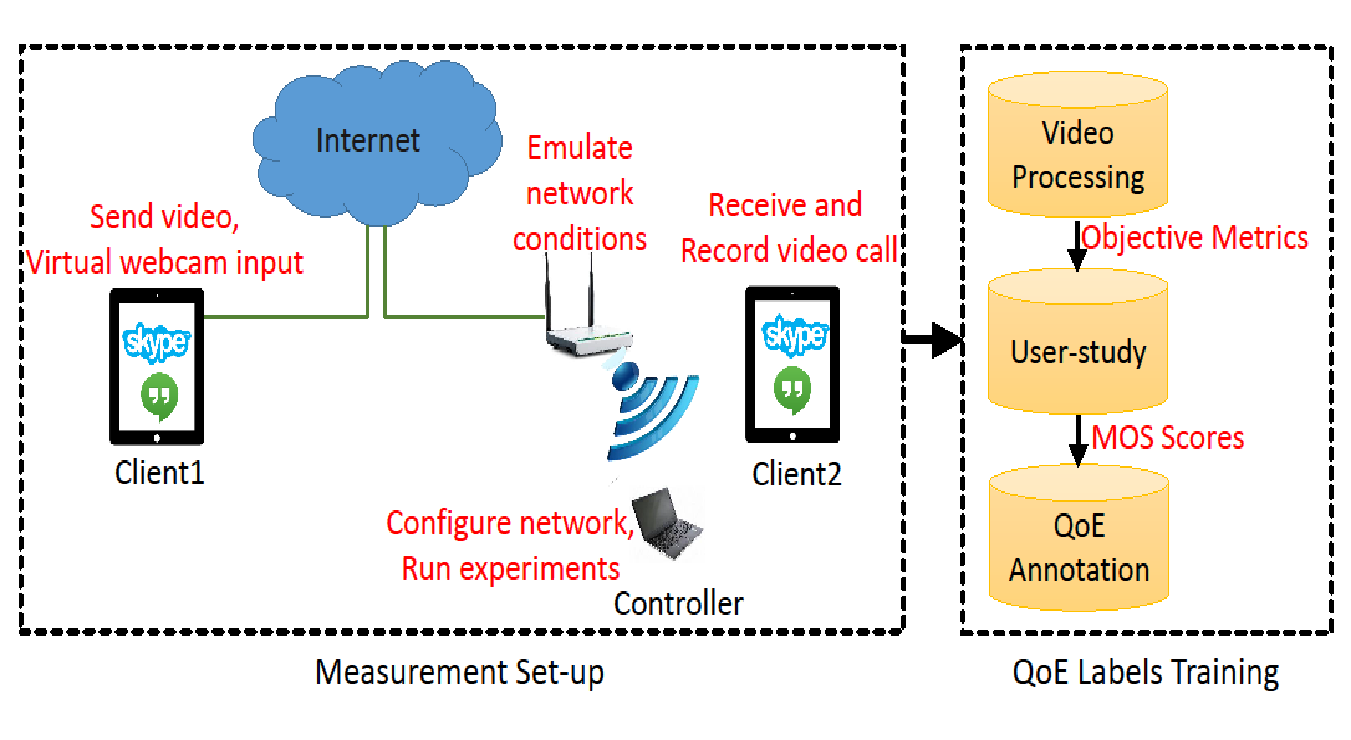 Internet
Emulate
network
conditions
Send video,
Virtual webcam input
Receive and
Record video call
skype
Client1
skype
Client2
Configure network,
Run experiments
Controller
Measurement Set-up
Video
Processing
Objective Metrics
User-study
MOS Scores
QoE
Annotation
QoE Labels Training